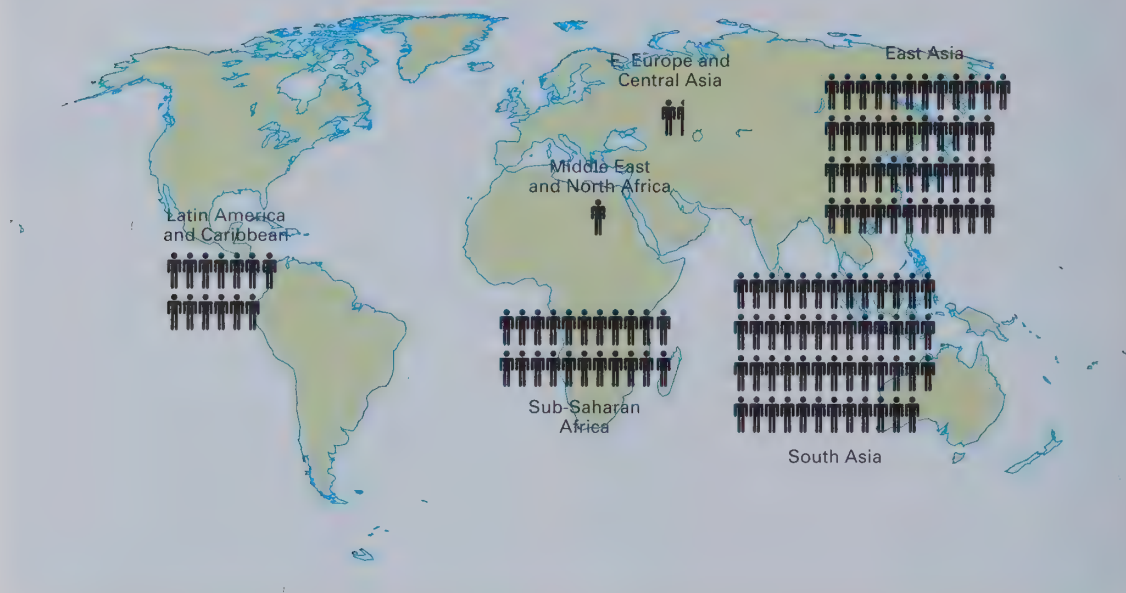 East Asia
E. Europe and
Central Asia
Middle East
and North Africa
Latin America
and Caribbean
Sub-Saharan
Africa
South Asia